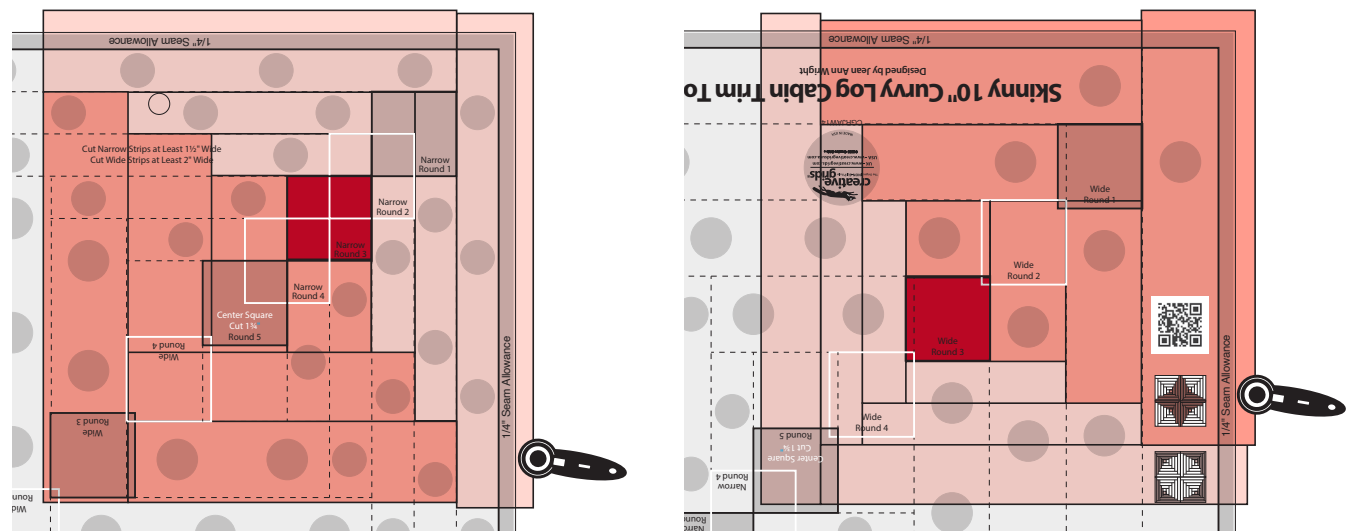 1/4" Seam Allowance
Cut Narrow Strips at Least 1½" Wide
Cut Wide Strips at Least 2" Wide
Narrow
Round 1
Narrow
Round 2
Narrow
Round 3
Narrow
Round 4
Center Square
Cut 1¾
Round 5
Wide
Round 4
Wide
Round 3
1/4" Seam Allowance
1/4" Seam Allowance
Designed by Jean Ann Wright
Skinny 10" Curvy Log Cabin Trim To
CGRJAW14
creative
grids®
Wide
Round 1
Wide
Round 2
Wide
Round 3
Wide
Round 4
Center Square
Cut 1¾"
Round 5
Narrow
Round 4
Narrow
1/4" Seam Allowance